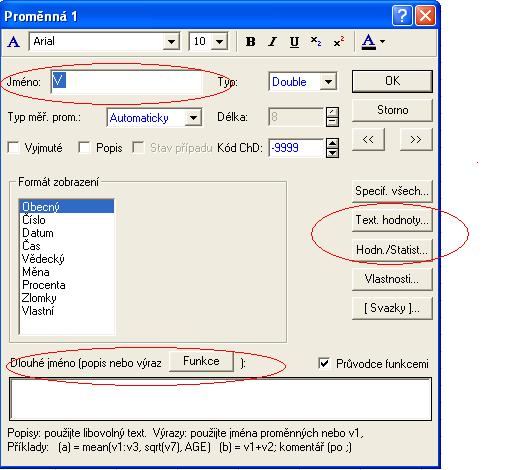 Proměnná 1
Arial 10 B I U x₂ x² A
Jméno: V Typ: Double OK
Typ měř. prom.: Automaticky Délka: 8 Storno
Vyjmuté Popis Stav případu Kód ChD: -9999 << >>
Formát zobrazení
Obecný
Číslo
Datum
Čas
Vědecký
Měna
Procenta
Zlomky
Vlastní
Specif. všech...
Text. hodnoty...
Hodn./Statist...
Vlastnosti...
[ Svazky ]...
Dlouhé jméno (popis nebo výraz Funkce ): Průvodce funkcemi
Popisy: použijte libovolný text. Výrazy: použijte jména proměnných nebo v1,
Příklady: (a) = mean(v1:v3, sqrt(v7), AGE) (b) = v1+v2; komentář (po ;)